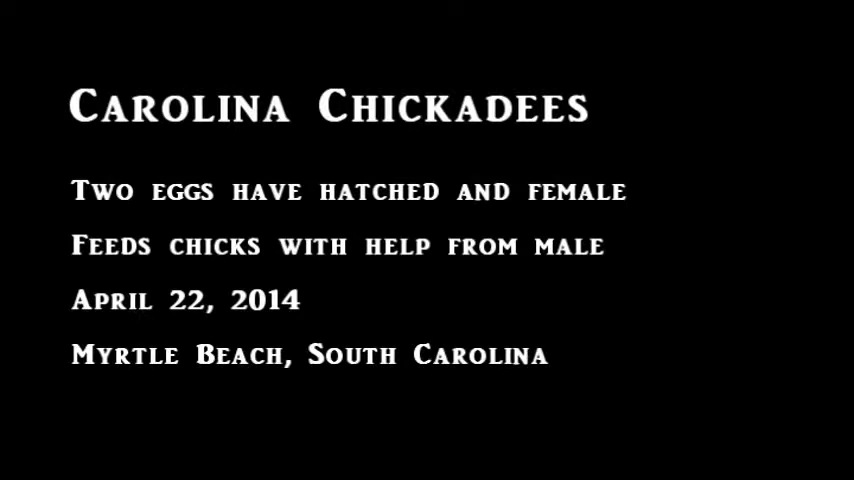 Carolina Chickadees
Two eggs have hatched and female
Feeds chicks with help from male
April 22, 2014
Myrtle Beach, South Carolina